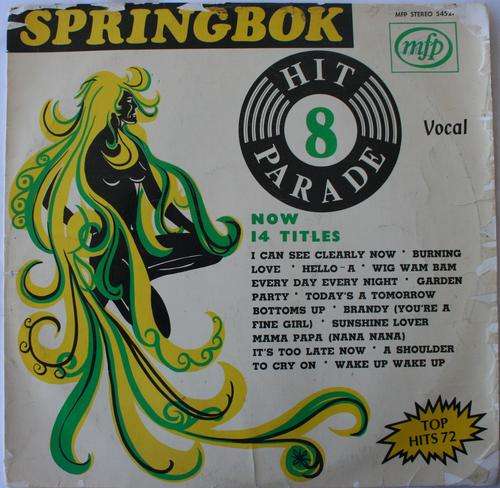 SPRINGBOK
MFP STEREO
mfp
HIT
8
PARADE
Vocal
NOW
14 TITLES
I CAN SEE CLEARLY NOW * BURNING
LOVE * HELLO-A * WIG WAM BAM
EVERY DAY EVERY NIGHT * GARDEN
PARTY * TODAY'S A TOMORROW
BOTTOMS UP * BRANDY (YOU'RE A
FINE GIRL) * SUNSHINE LOVER
MAMA PAPA (NANA NANA)
IT'S TOO LATE NOW * A SHOULDER
TO CRY ON * WAKE UP WAKE UP
TOP
HITS 72